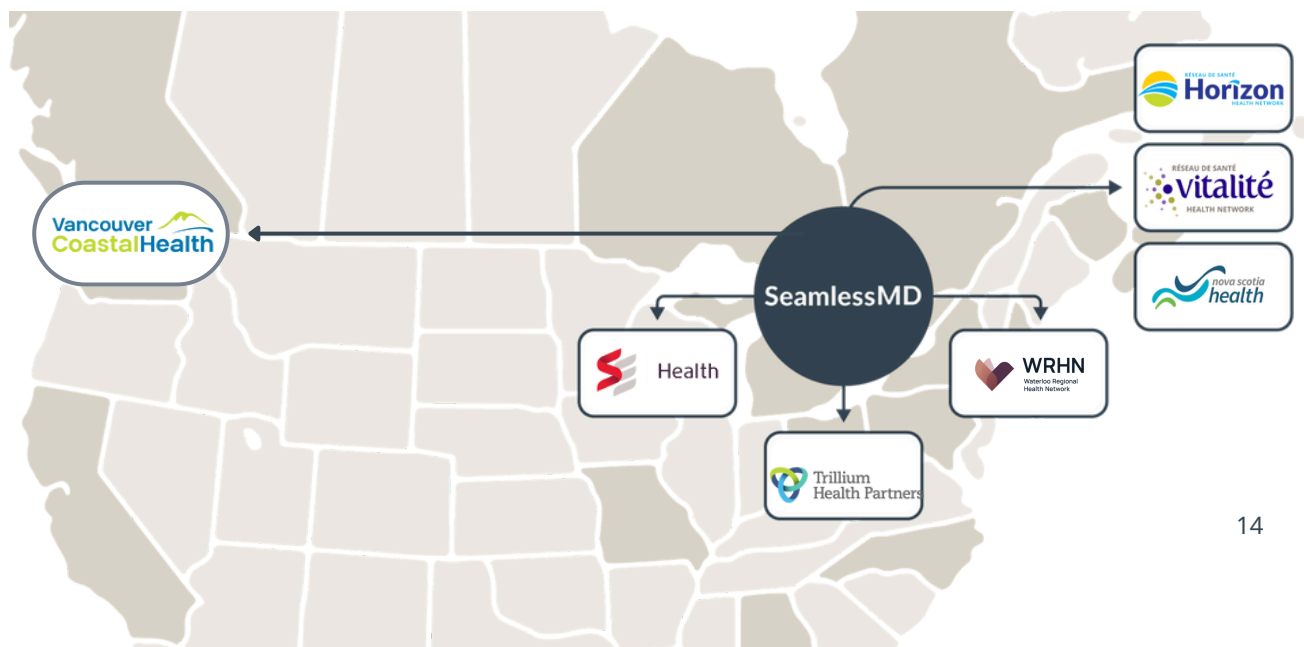 RÉSEAU DE SANTÉ
Horizon
HEALTH NETWORK
RÉSEAU DE SANTÉ
vitalité
HEALTH NETWORK
Vancouver
CoastalHealth
nova scotia
health
SeamlessMD
Health
WRHN
Waterloo Regional
Health Network
Trillium
Health Partners
14